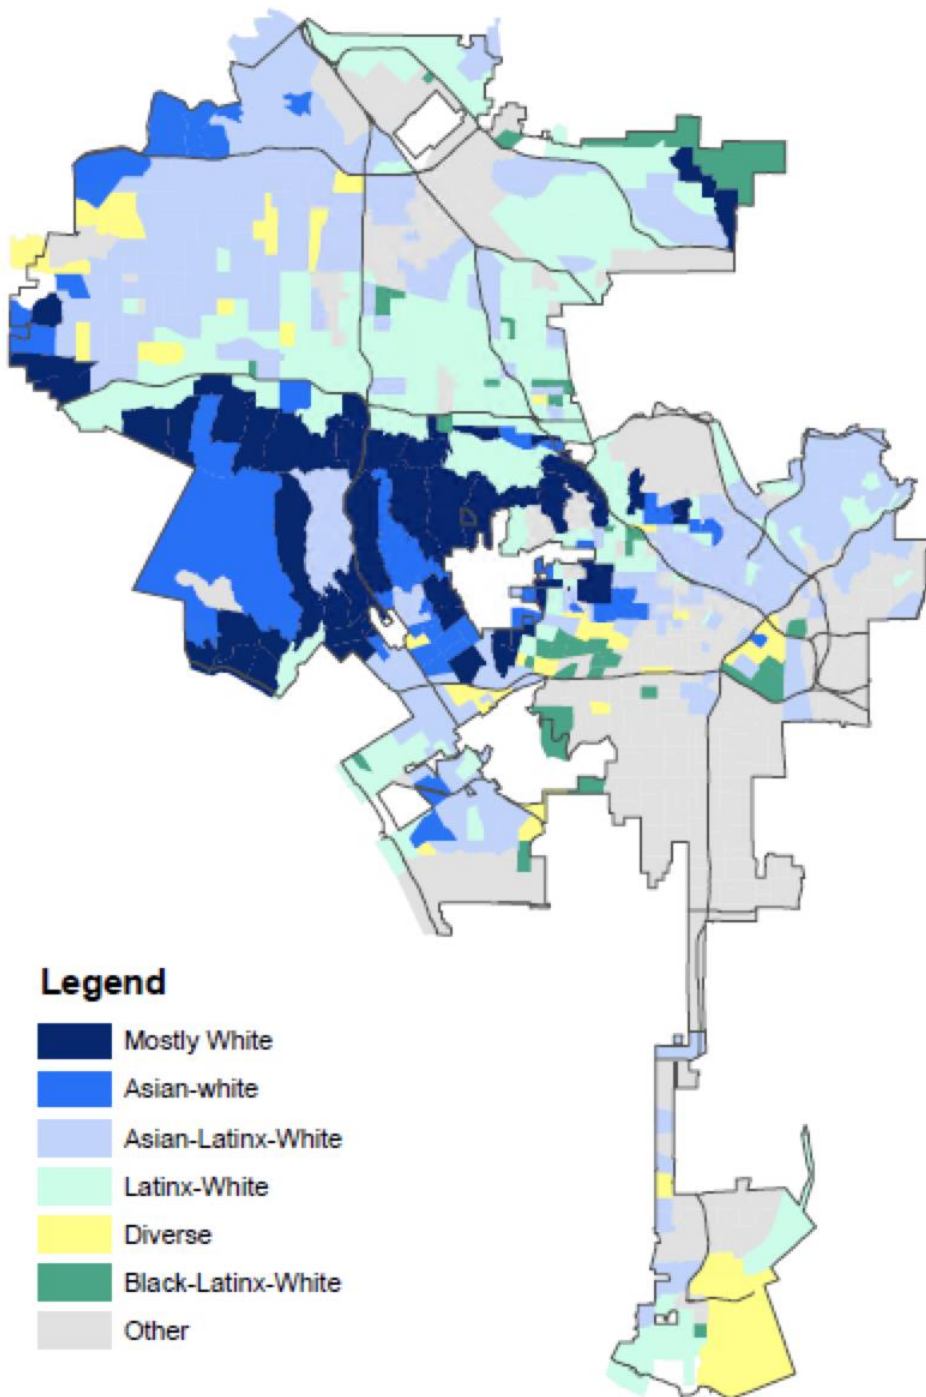 Legend
Mostly White
Asian-white
Asian-Latinx-White
Latinx-White
Diverse
Black-Latinx-White
Other